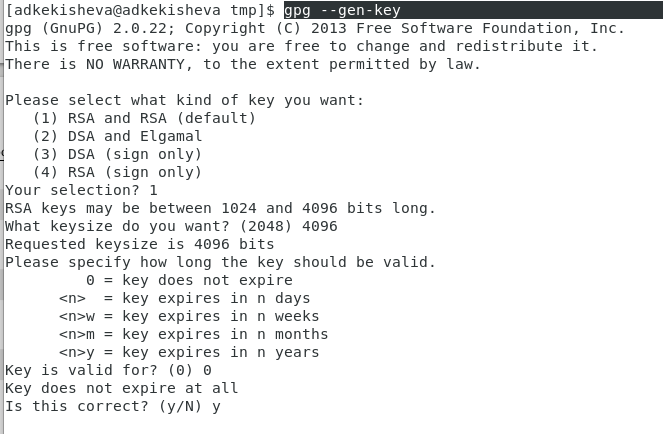 [adkekisheva@adkekisheva tmp]$ gpg --gen-key
gpg (GnuPG) 2.0.22; Copyright (C) 2013 Free Software Foundation, Inc.
This is free software: you are free to change and redistribute it.
There is NO WARRANTY, to the extent permitted by law.

Please select what kind of key you want:
   (1) RSA and RSA (default)
   (2) DSA and Elgamal
   (3) DSA (sign only)
   (4) RSA (sign only)
Your selection? 1
RSA keys may be between 1024 and 4096 bits long.
What keysize do you want? (2048) 4096
Requested keysize is 4096 bits
Please specify how long the key should be valid.
         0 = key does not expire
      <n>  = key expires in n days
      <n>w = key expires in n weeks
      <n>m = key expires in n months
      <n>y = key expires in n years
Key is valid for? (0) 0
Key does not expire at all
Is this correct? (y/N) y